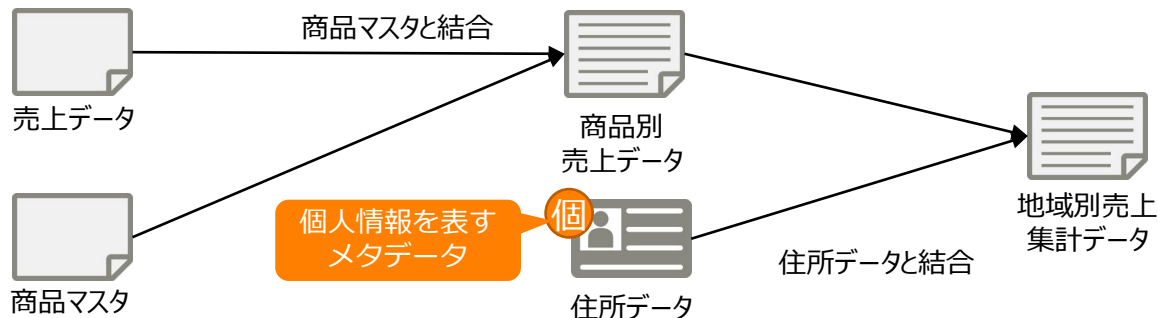 商品マスタと結合
売上データ
商品別
売上データ
個人情報を表す
メタデータ
個
商品マスタ
住所データ
住所データと結合
地域別売上
集計データ